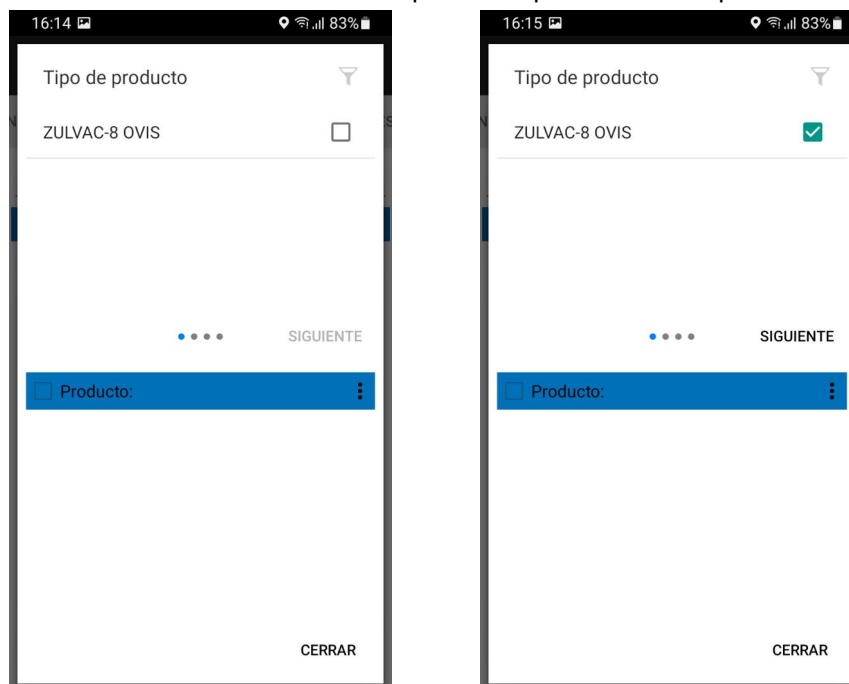 16:14 83%
Tipo de producto
ZULVAC-8 OVIS
SIGUIENTE
Producto:
CERRAR
16:15 83%
Tipo de producto
ZULVAC-8 OVIS
SIGUIENTE
Producto:
CERRAR